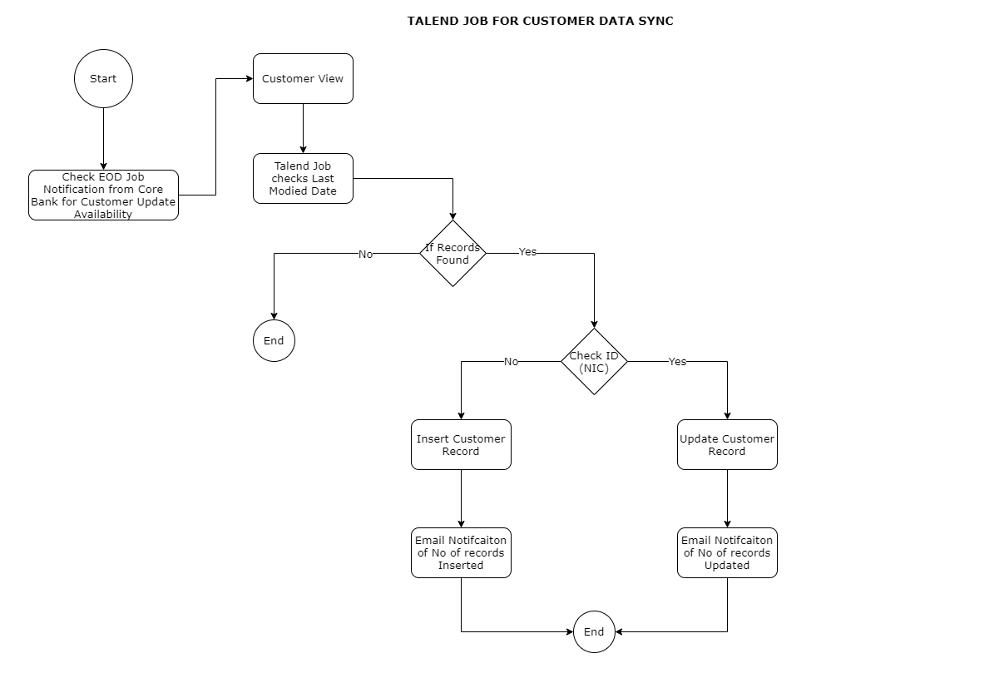 TALEND JOB FOR CUSTOMER DATA SYNC
Start
Customer View
Check EOD Job
Notification from Core
Bank for Customer Update
Availability
Talend Job
checks Last
Modied Date
If Records
Found
No
Yes
End
Check ID
(NIC)
No
Yes
Insert Customer
Record
Update Customer
Record
Email Notifcaiton
of No of records
Inserted
Email Notifcaiton
of No of records
Updated
End